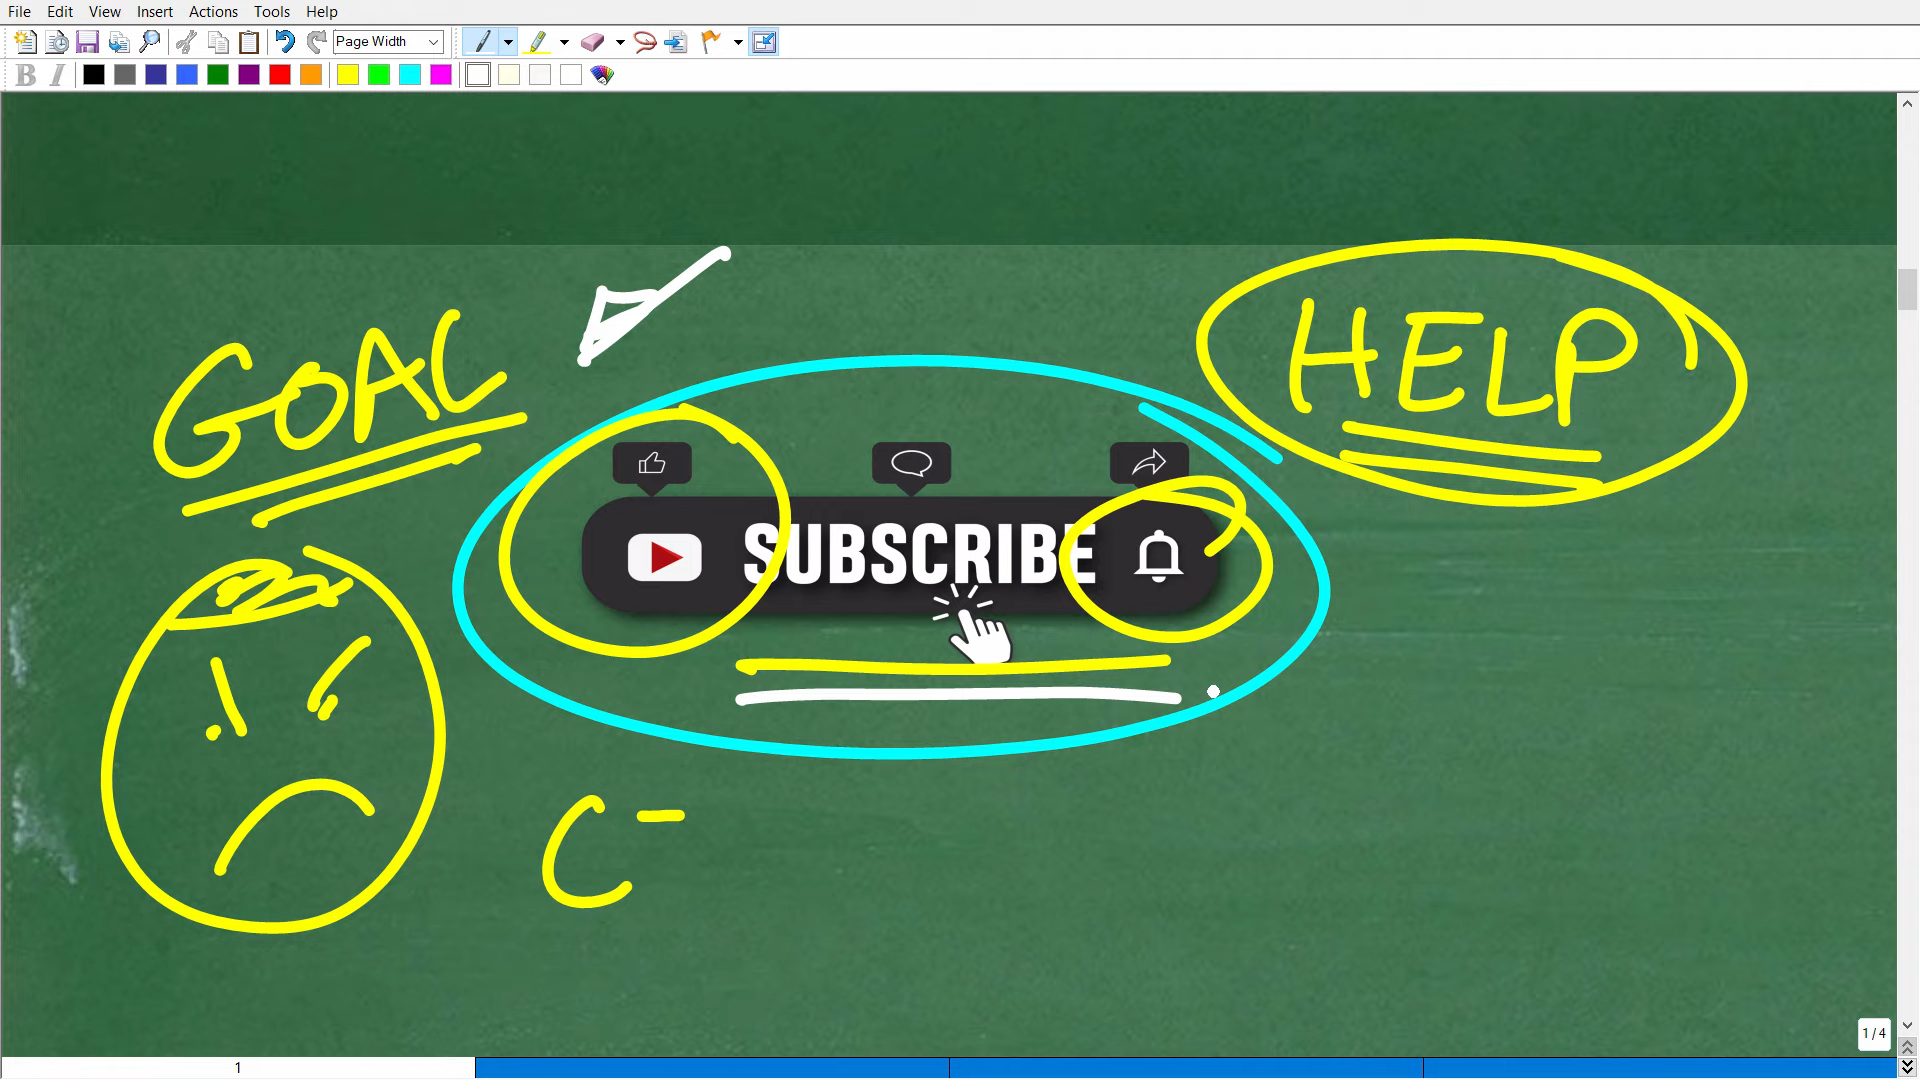 File Edit View Insert Actions Tools Help
Page Width
B I
GOAL
HELP
SUBSCRIBE
C-
1 / 4
1